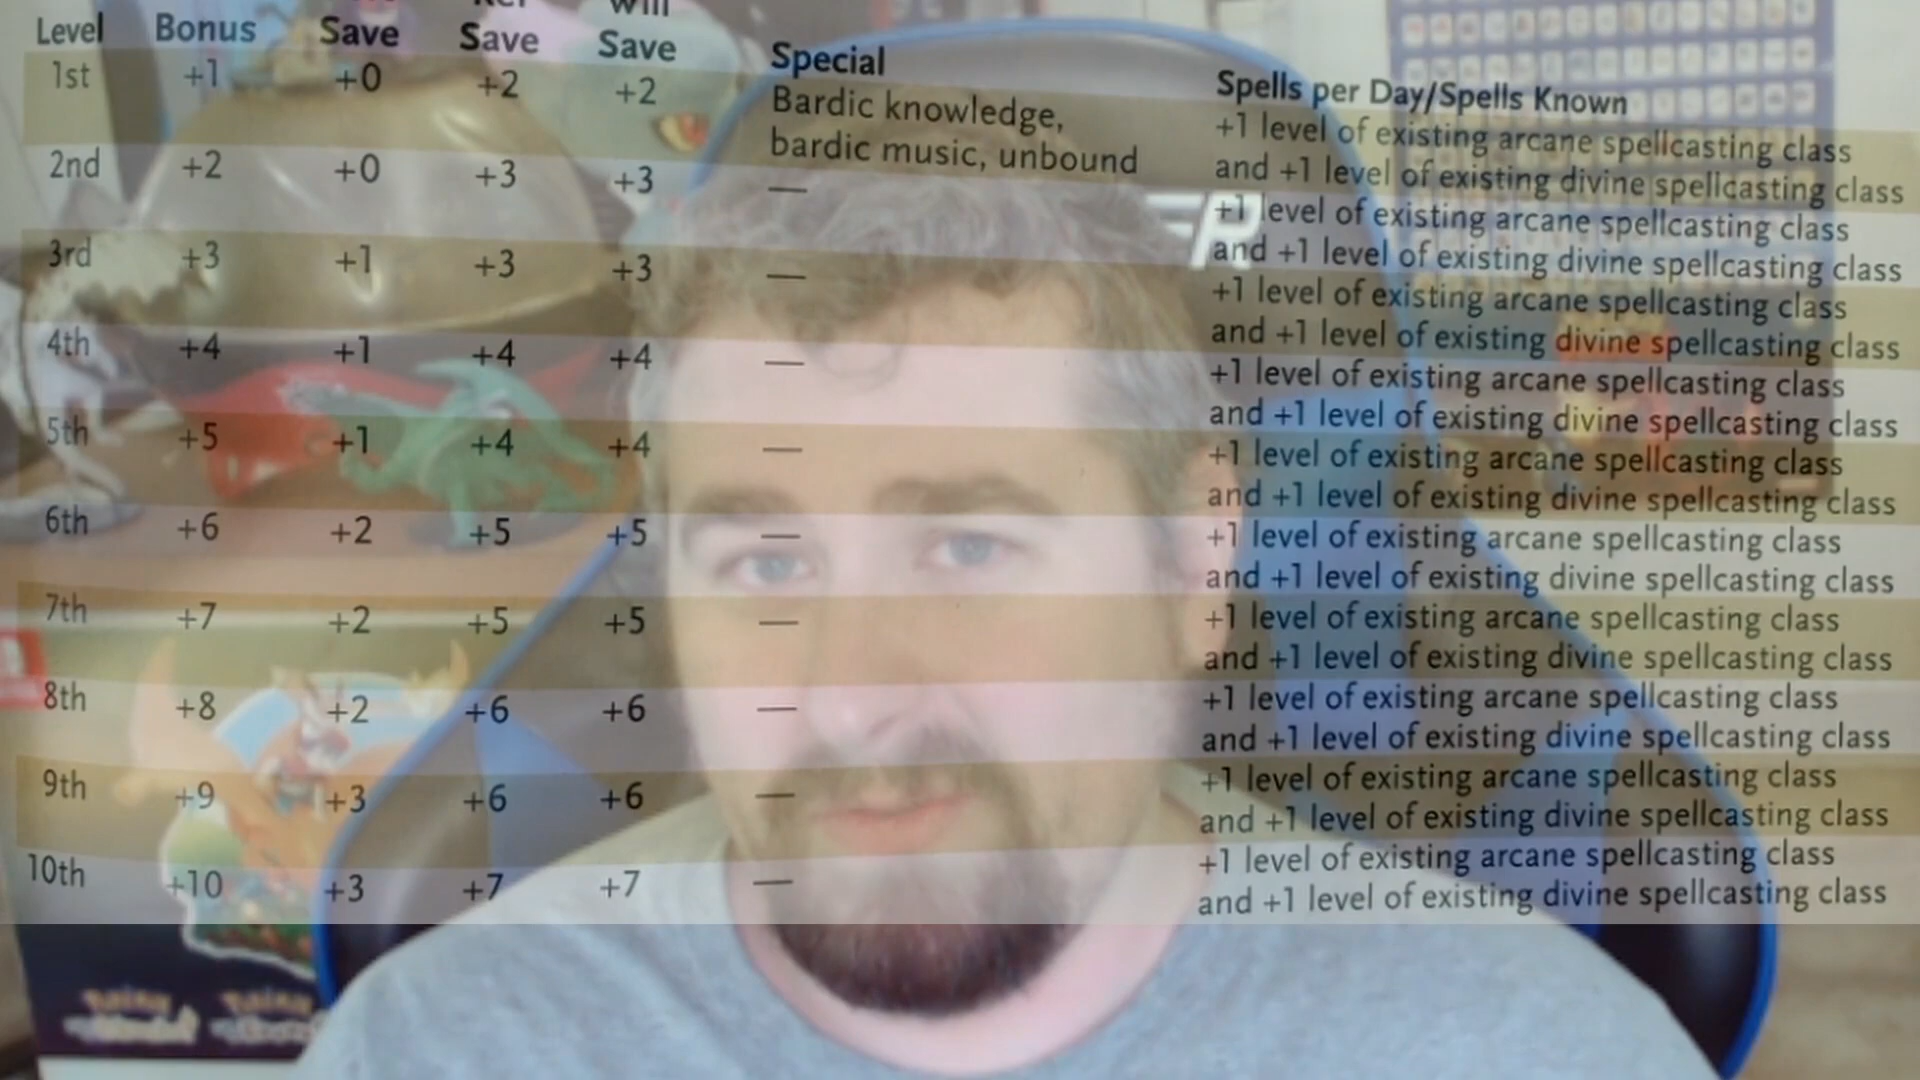 Will
Level Bonus Save Save Save Special Spells per Day/Spells Known
1st +1 +0 +2 +2 Bardic knowledge, +1 level of existing arcane spellcasting class
bardic music, unbound and +1 level of existing divine spellcasting class
2nd +2 +0 +3 +3 — +1 level of existing arcane spellcasting class
and +1 level of existing divine spellcasting class
3rd +3 +1 +3 +3 — +1 level of existing arcane spellcasting class
and +1 level of existing divine spellcasting class
4th +4 +1 +4 +4 — +1 level of existing arcane spellcasting class
and +1 level of existing divine spellcasting class
5th +5 +1 +4 +4 — +1 level of existing arcane spellcasting class
and +1 level of existing divine spellcasting class
6th +6 +2 +5 +5 — +1 level of existing arcane spellcasting class
and +1 level of existing divine spellcasting class
7th +7 +2 +5 +5 — +1 level of existing arcane spellcasting class
and +1 level of existing divine spellcasting class
8th +8 +2 +6 +6 — +1 level of existing arcane spellcasting class
and +1 level of existing divine spellcasting class
9th +9 +3 +6 +6 — +1 level of existing arcane spellcasting class
and +1 level of existing divine spellcasting class
10th +10 +3 +7 +7 — +1 level of existing arcane spellcasting class
and +1 level of existing divine spellcasting class